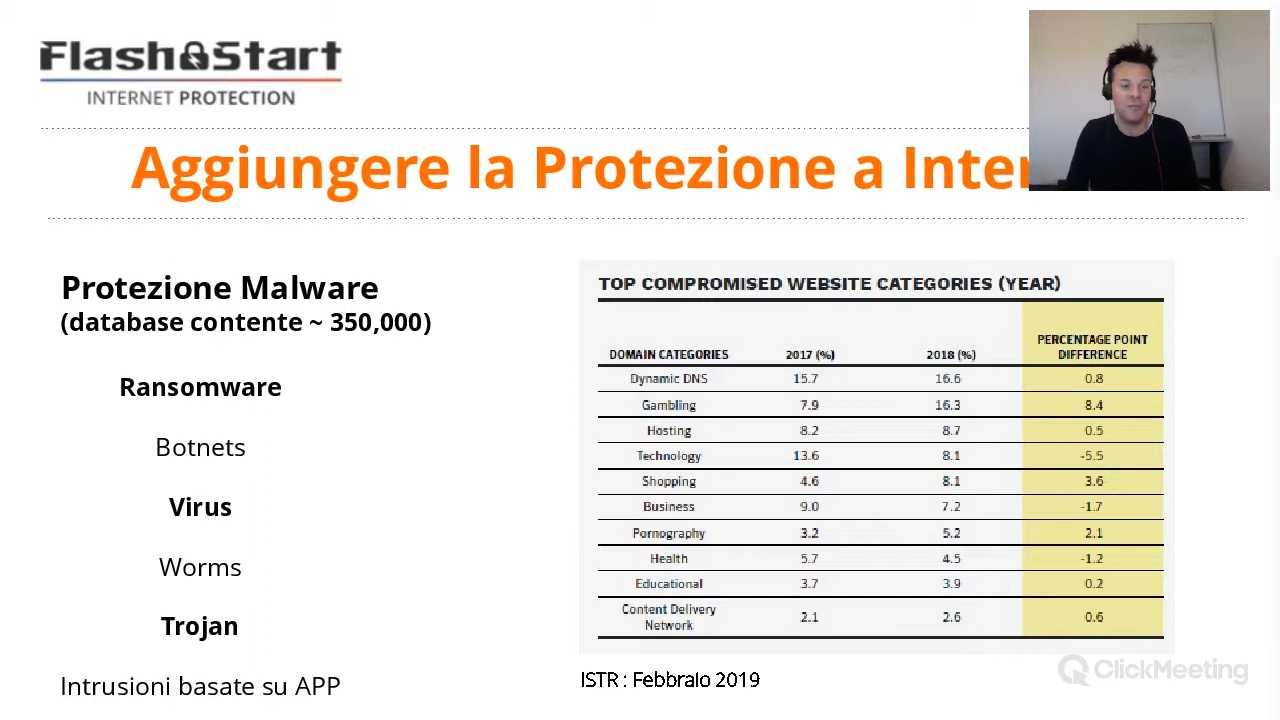 Flash Start
INTERNET PROTECTION
Aggiungere la Protezione a Inter
Protezione Malware
(database contente ~ 350,000)
Ransomware
Botnets
Virus
Worms
Trojan
Intrusioni basate su APP
TOP COMPROMISED WEBSITE CATEGORIES (YEAR)
DOMAIN CATEGORIES 2017 (%) 2018 (%) PERCENTAGE POINT DIFFERENCE
Dynamic DNS 15.7 16.6 0.8
Gambling 7.9 16.3 8.4
Hosting 8.2 8.7 0.5
Technology 13.6 8.1 -5.5
Shopping 4.6 8.1 3.6
Business 9.0 7.2 -1.7
Pornography 3.2 5.2 2.1
Health 5.7 4.5 -1.2
Educational 3.7 3.9 0.2
Content Delivery Network 2.1 2.6 0.6
ISTR : Febbraio 2019
ClickMeeting